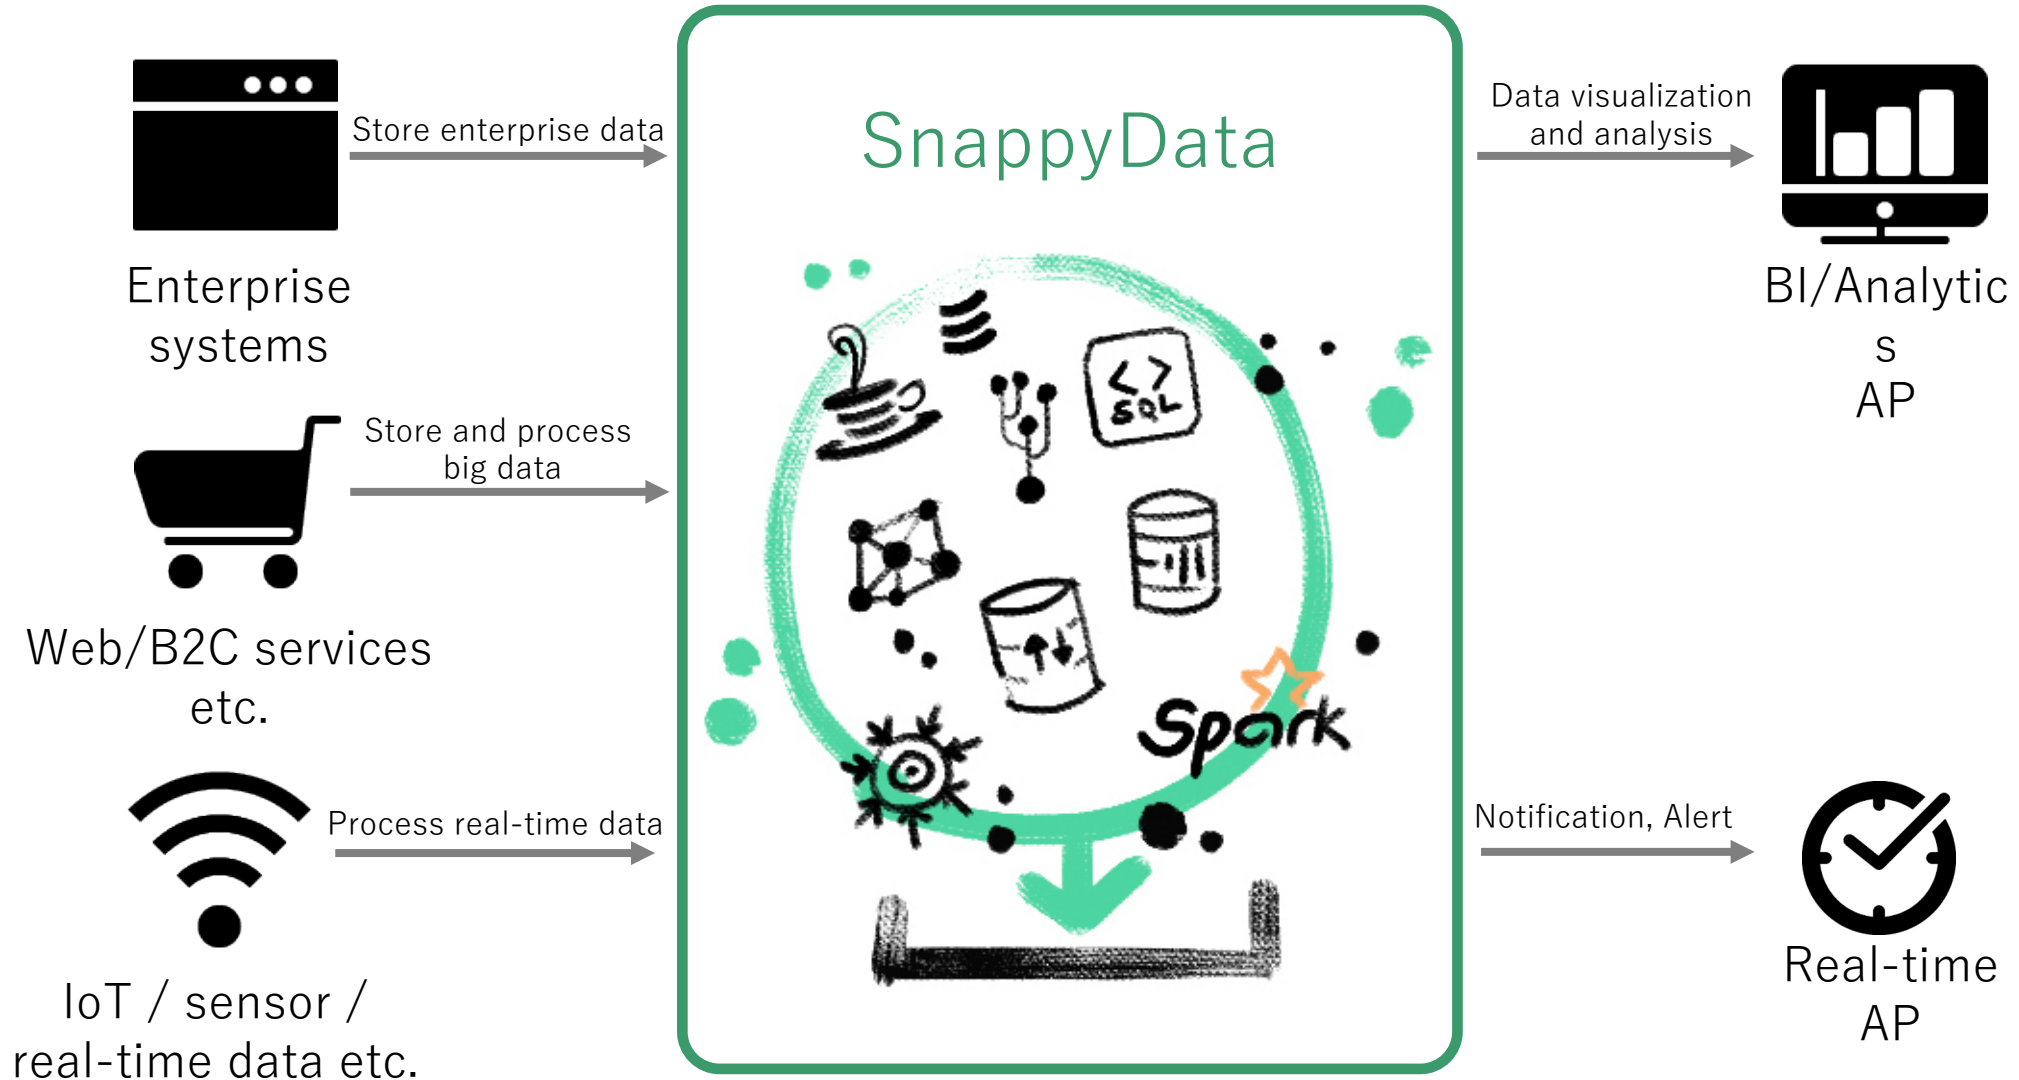 Store enterprise data
Enterprise
systems
Store and process
big data
Web/B2C services
etc.
Process real-time data
IoT / sensor /
real-time data etc.
SnappyData
< >
SQL
Spark
Data visualization
and analysis
BI/Analytic
s
AP
Notification, Alert
Real-time
AP